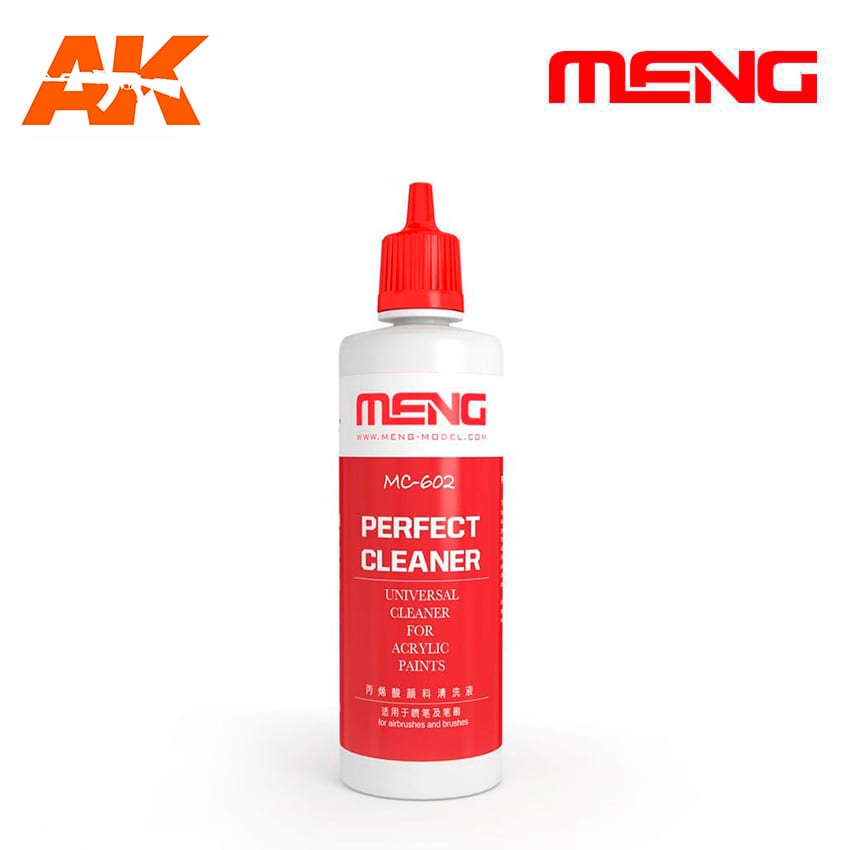 AK
MENG
MENG
WWW.MENG-MODEL.COM
MC-602
PERFECT
CLEANER
UNIVERSAL
CLEANER
FOR
ACRYLIC
PAINTS
丙烯酸颜料清洗液
适用于喷笔及笔刷
for airbrushes and brushes